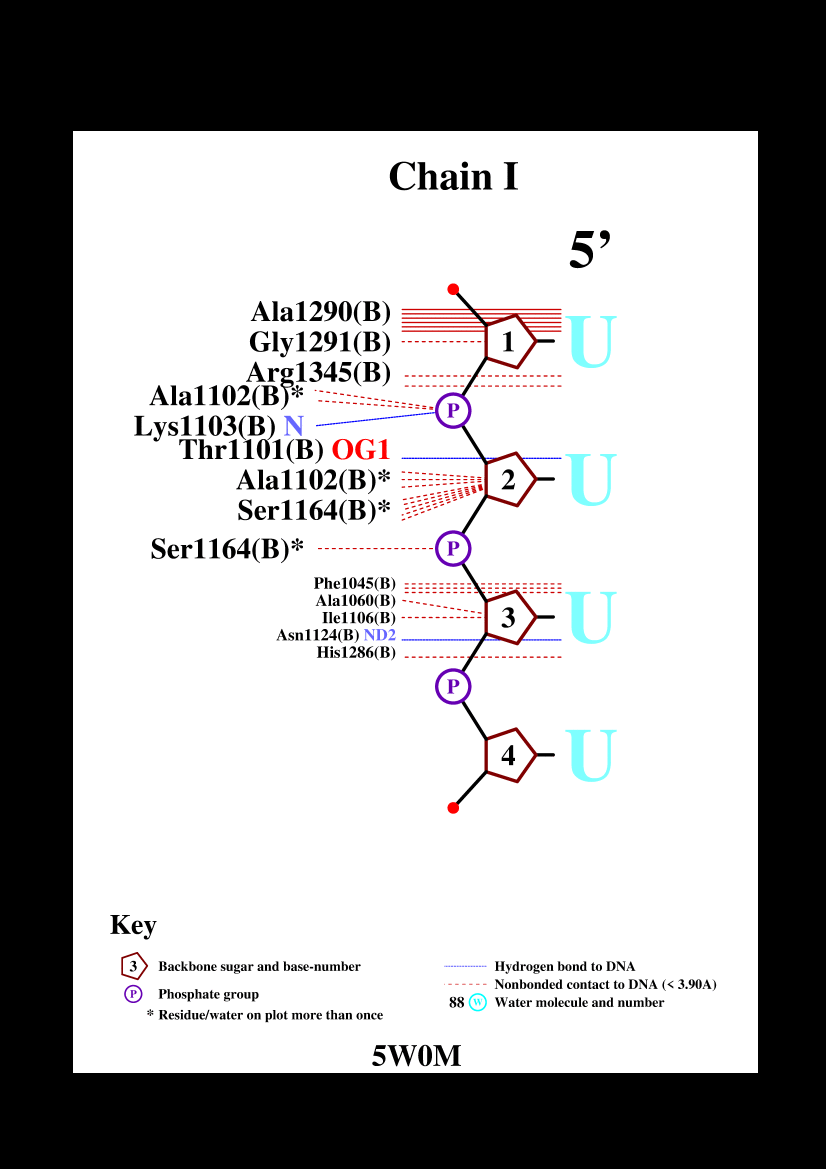 Chain I
5’
Ala1290(B)
U
Gly1291(B)
1
Arg1345(B)
Ala1102(B)*
P
Lys1103(B) N
Thr1101(B) OG1
Ala1102(B)*
2
U
Ser1164(B)*
Ser1164(B)*
P
Phe1045(B)
Ala1060(B)
Ile1106(B)
3
U
Asn1124(B) ND2
His1286(B)
P
4
U
Key
3 Backbone sugar and base-number
P Phosphate group
* Residue/water on plot more than once
Hydrogen bond to DNA
Nonbonded contact to DNA (< 3.90A)
88 W Water molecule and number
5W0M